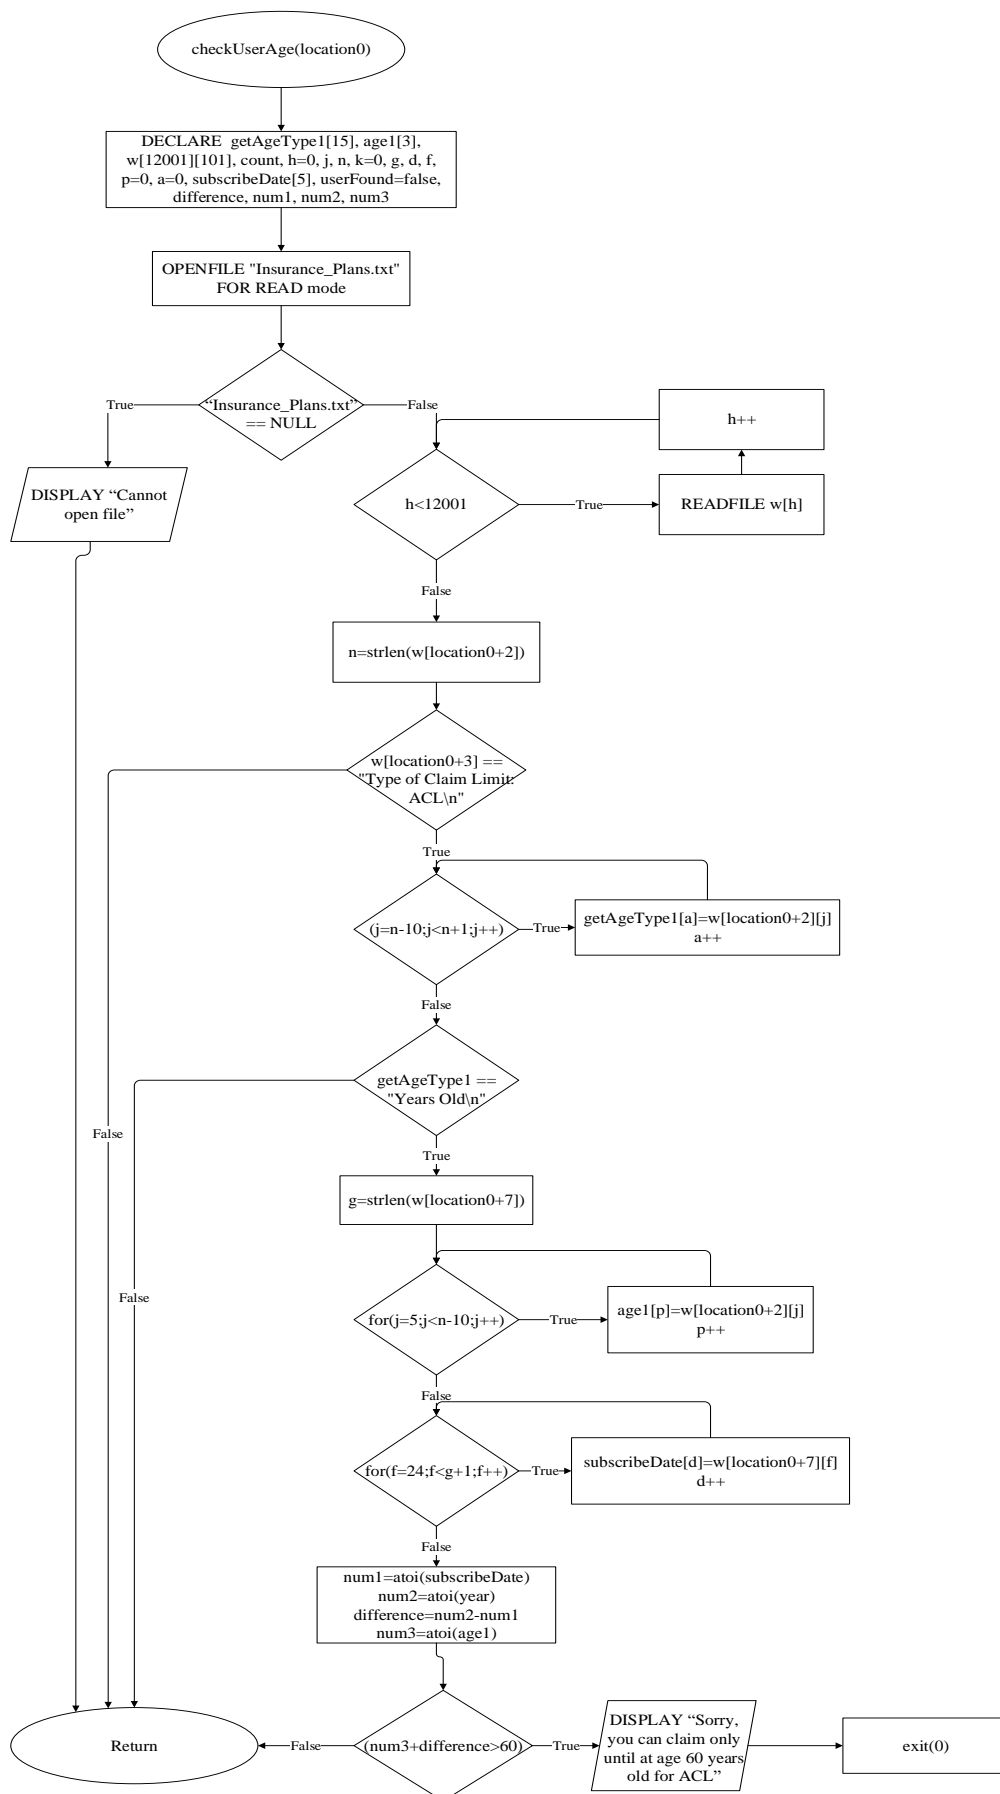 checkUserAge(location0)
DECLARE getAgeType1[15], age1[3],
w[12001][101], count, h=0, j, n, k=0, g, d, f,
p=0, a=0, subscribeDate[5], userFound=false,
difference, num1, num2, num3
OPENFILE "Insurance_Plans.txt"
FOR READ mode
“Insurance_Plans.txt”
== NULL
True
False
h++
DISPLAY “Cannot
open file”
h<12001
True
READFILE w[h]
False
n=strlen(w[location0+2])
w[location0+3] ==
"Type of Claim Limit:
ACL\n"
True
(j=n-10;j<n+1;j++)
True
getAgeType1[a]=w[location0+2][j]
a++
False
getAgeType1 ==
"Years Old\n"
False
True
g=strlen(w[location0+7])
False
for(j=5;j<n-10;j++)
True
age1[p]=w[location0+2][j]
p++
False
for(f=24;f<g+1;f++)
True
subscribeDate[d]=w[location0+7][f]
d++
False
num1=atoi(subscribeDate)
num2=atoi(year)
difference=num2-num1
num3=atoi(age1)
Return
False
(num3+difference>60)
True
DISPLAY “Sorry,
you can claim only
until at age 60 years
old for ACL”
exit(0)